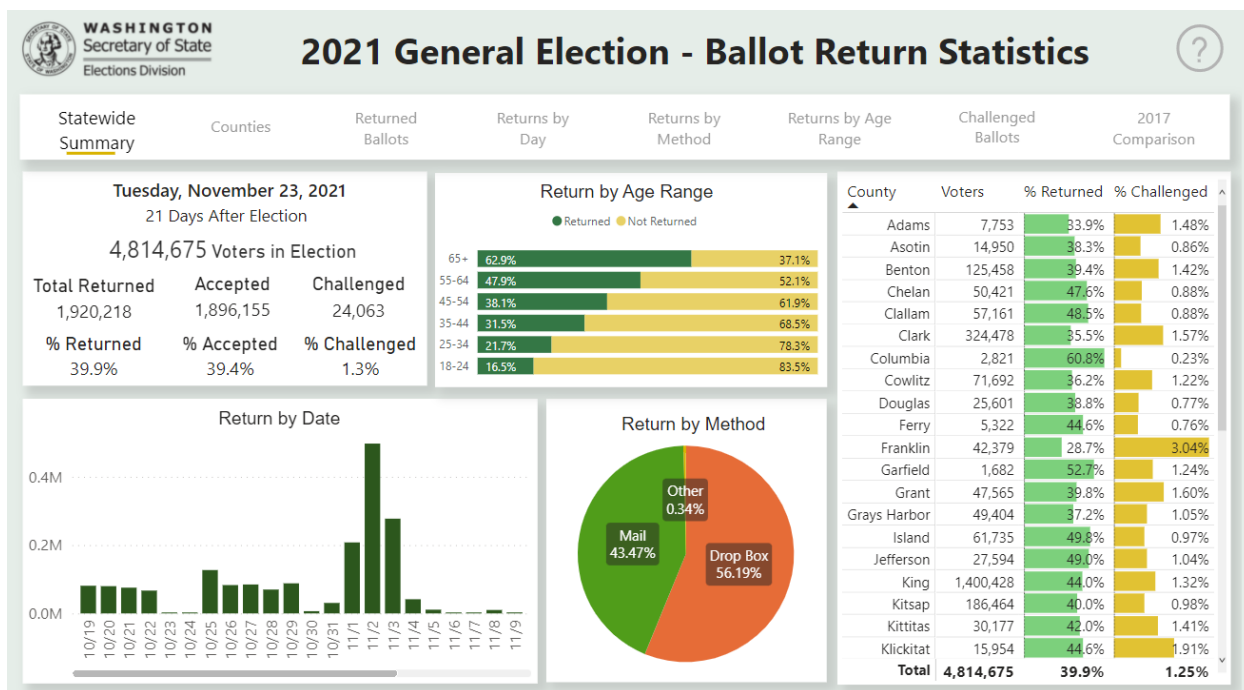 WASHINGTON
Secretary of State
Elections Division
2021 General Election - Ballot Return Statistics
?
Statewide
Summary
Counties
Returned
Ballots
Returns by
Day
Returns by
Method
Returns by Age
Range
Challenged
Ballots
2017
Comparison
Tuesday, November 23, 2021
21 Days After Election
4,814,675 Voters in Election
Total Returned Accepted Challenged
1,920,218 1,896,155 24,063
% Returned % Accepted % Challenged
39.9% 39.4% 1.3%
Return by Age Range
Returned Not Returned
65+ 62.9% 37.1%
55-64 47.9% 52.1%
45-54 38.1% 61.9%
35-44 31.5% 68.5%
25-34 21.7% 78.3%
18-24 16.5% 83.5%
Return by Date
0.4M
0.2M
0.0M
10/19 10/20 10/21 10/22 10/23 10/24 10/25 10/26 10/27 10/28 10/29 10/30 10/31 11/1 11/2 11/3 11/4 11/5 11/6 11/7 11/8 11/9
Return by Method
Other
0.34%
Mail
43.47%
Drop Box
56.19%
County Voters % Returned % Challenged
Adams 7,753 33.9% 1.48%
Asotin 14,950 38.3% 0.86%
Benton 125,458 39.4% 1.42%
Chelan 50,421 47.6% 0.88%
Clallam 57,161 48.5% 0.88%
Clark 324,478 35.5% 1.57%
Columbia 2,821 60.8% 0.23%
Cowlitz 71,692 36.2% 1.22%
Douglas 25,601 38.8% 0.77%
Ferry 5,322 44.6% 0.76%
Franklin 42,379 28.7% 3.04%
Garfield 1,682 52.7% 1.24%
Grant 47,565 39.8% 1.60%
Grays Harbor 49,404 37.2% 1.05%
Island 61,735 49.8% 0.97%
Jefferson 27,594 49.0% 1.04%
King 1,400,428 44.0% 1.32%
Kitsap 186,464 40.0% 0.98%
Kittitas 30,177 42.0% 1.41%
Klickitat 15,954 44.6% 1.91%
Total 4,814,675 39.9% 1.25%